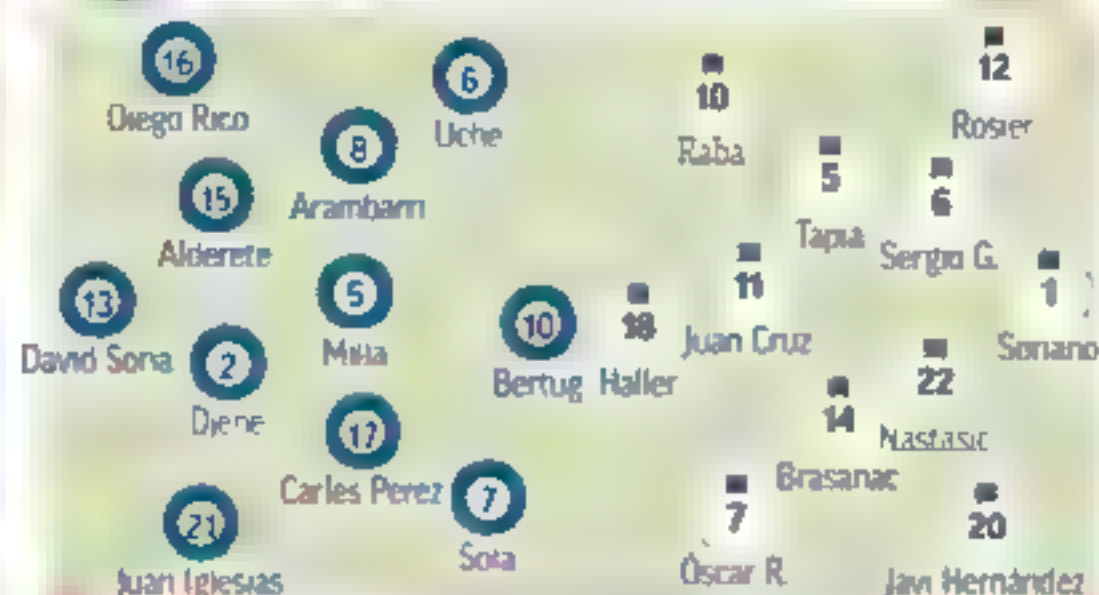 16
Diego Rico
6
Uche
10
Raba
12
Rosier
8
Arambarri
15
Alderete
5
Tapia
6
Sergio G.
13
David Soria
5
Milla
10
Bertug
18
Haller
11
Juan Cruz
1
Soriano
2
Djene
22
Nastasic
14
Brasanac
17
Carles Perez
7
Sola
21
Juan Iglesias
7
Óscar R.
20
Javi Hernández